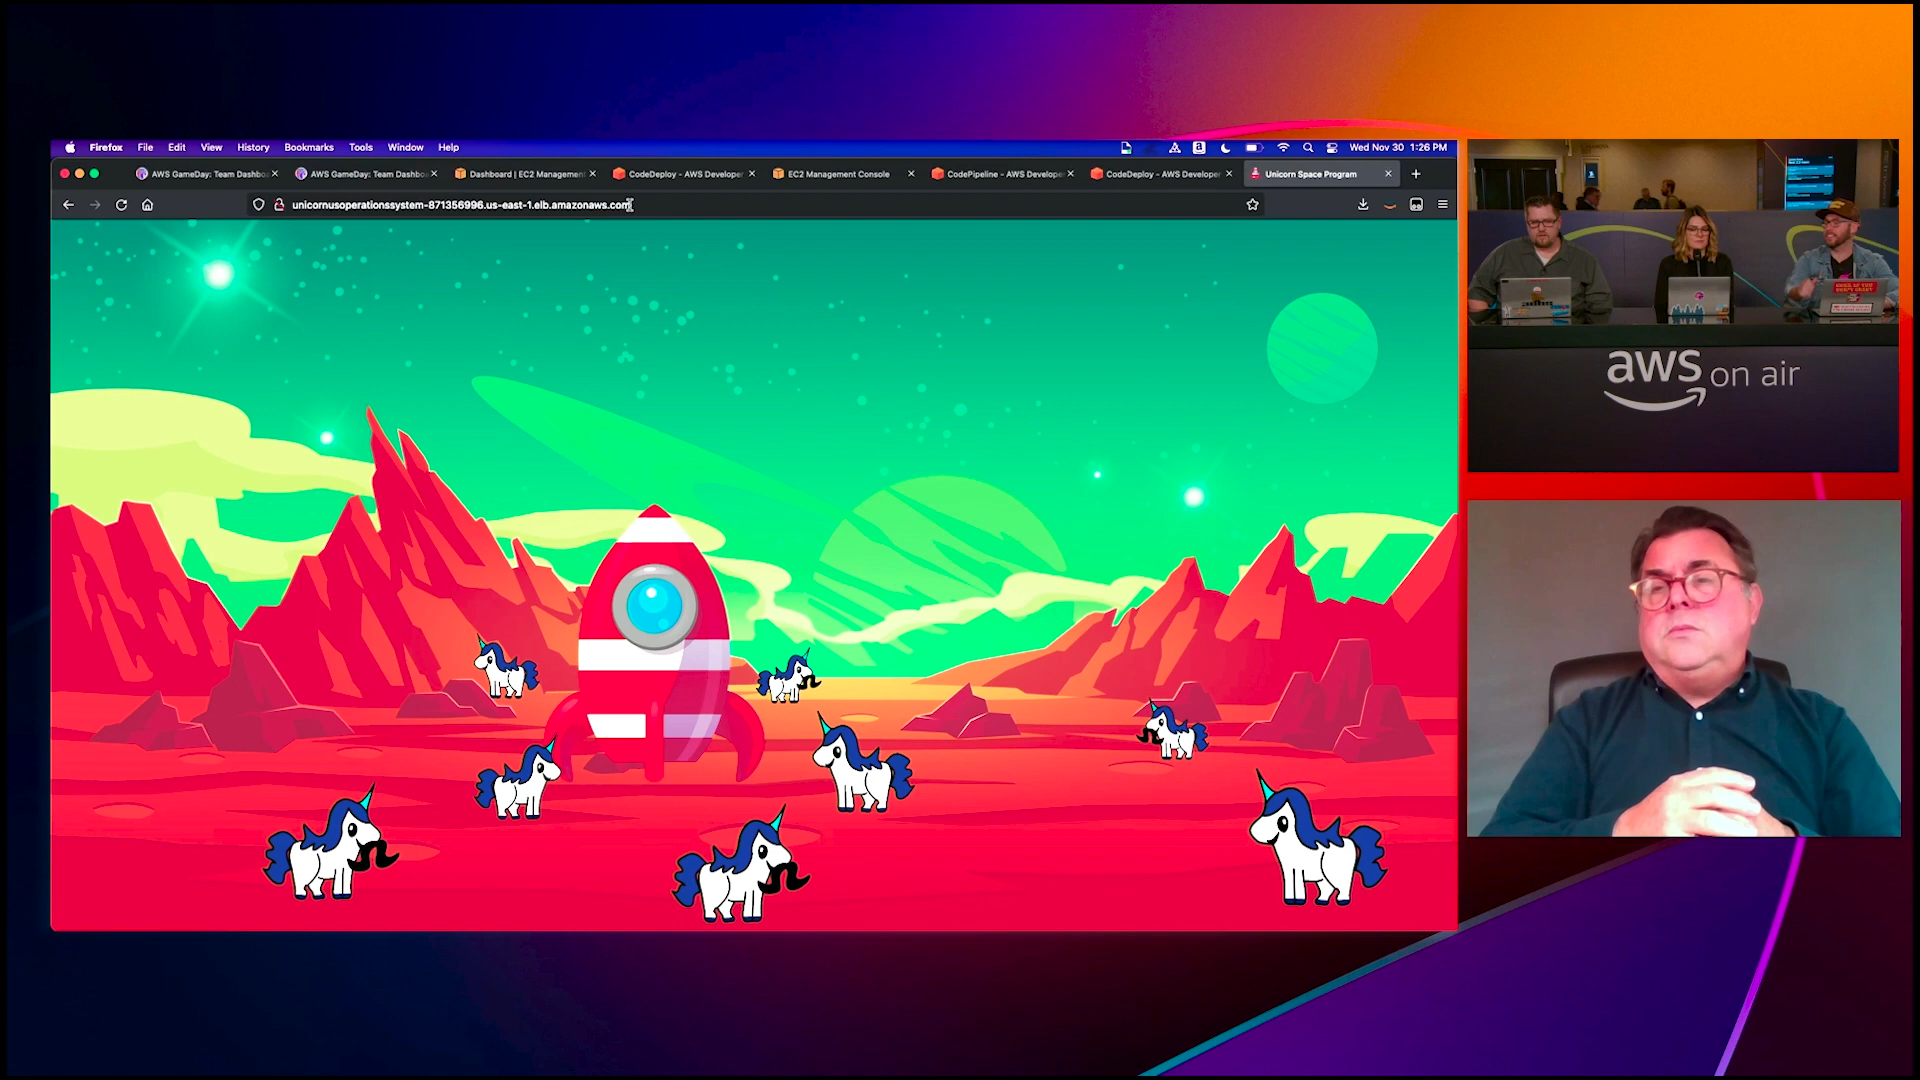 Firefox File Edit View History Bookmarks Tools Window Help Wed Nov 30 1:26 PM
AWS GameDay: Team Dashbo AWS GameDay: Team Dashbo Dashboard | EC2 Management CodeDeploy - AWS Developer EC2 Management Console CodePipeline - AWS Develope CodeDeploy - AWS Developer Unicorn Space Program
unicornusoperationssystem-871356996.us-east-1.elb.amazonaws.com
aws on air